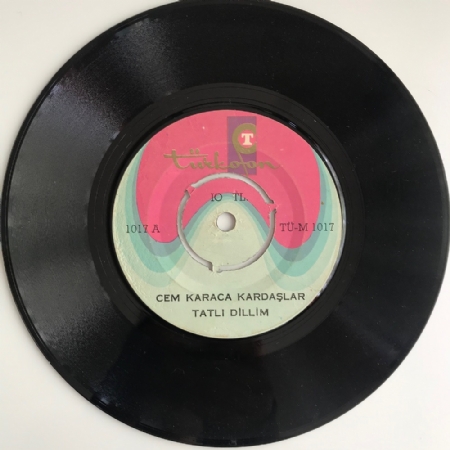 T
türkofon
10 TL.
1017 A
TÜ-M 1017
CEM KARACA KARDAŞLAR
TATLI DİLLİM